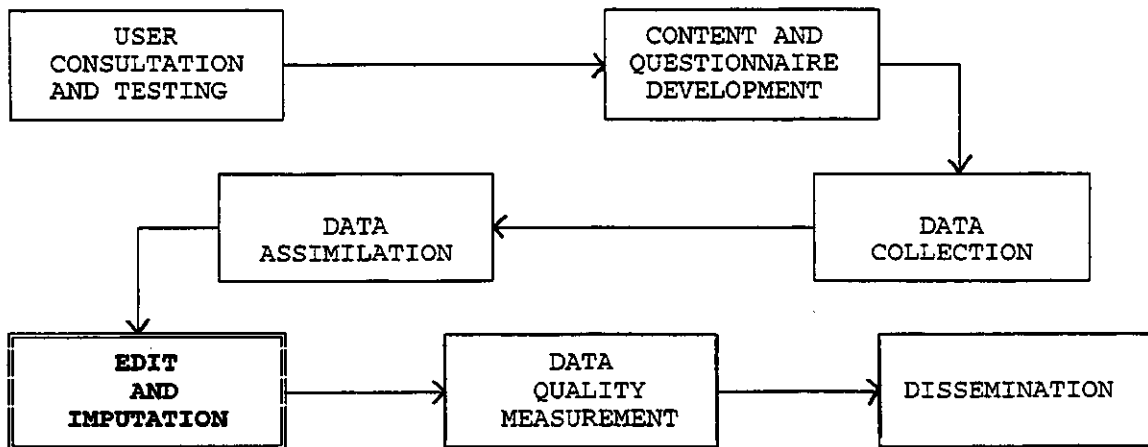 USER
CONSULTATION
AND TESTING
CONTENT AND
QUESTIONNAIRE
DEVELOPMENT
DATA
COLLECTION
DATA
ASSIMILATION
EDIT
AND
IMPUTATION
DATA
QUALITY
MEASUREMENT
DISSEMINATION